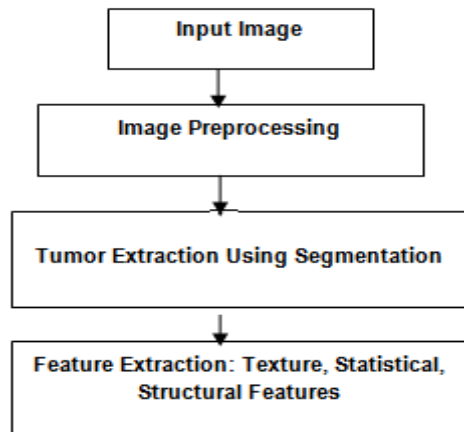 Input Image
Image Preprocessing
Tumor Extraction Using Segmentation
Feature Extraction: Texture, Statistical,
Structural Features